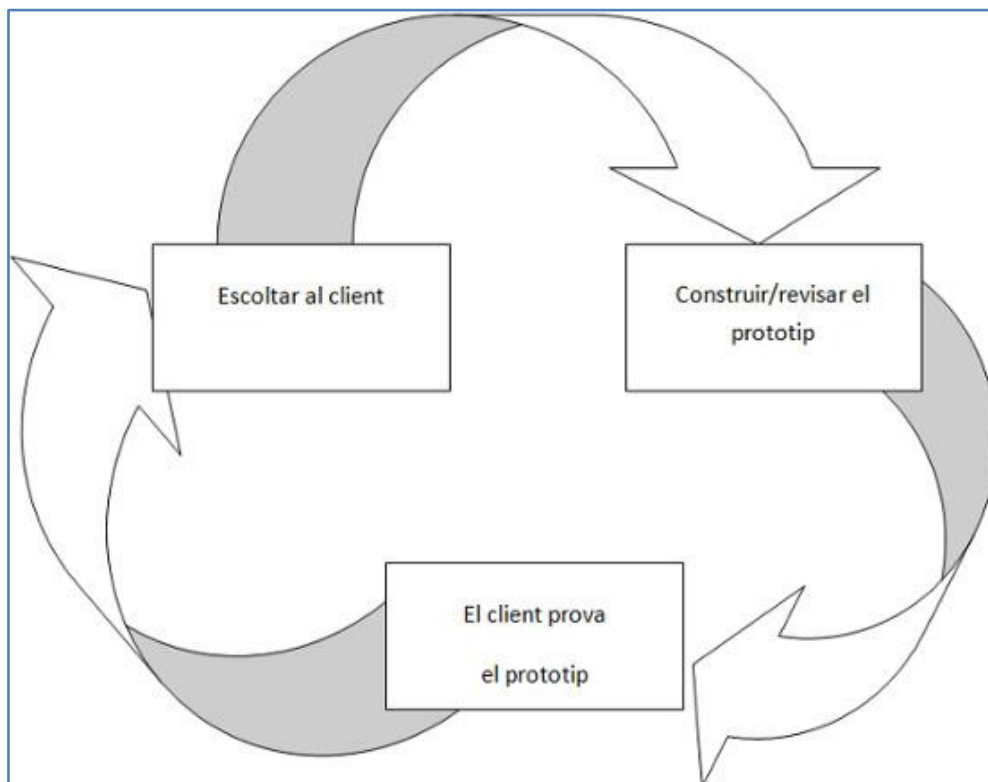 Escoltar al client
Construir/revisar el
prototip
El client prova
el prototip